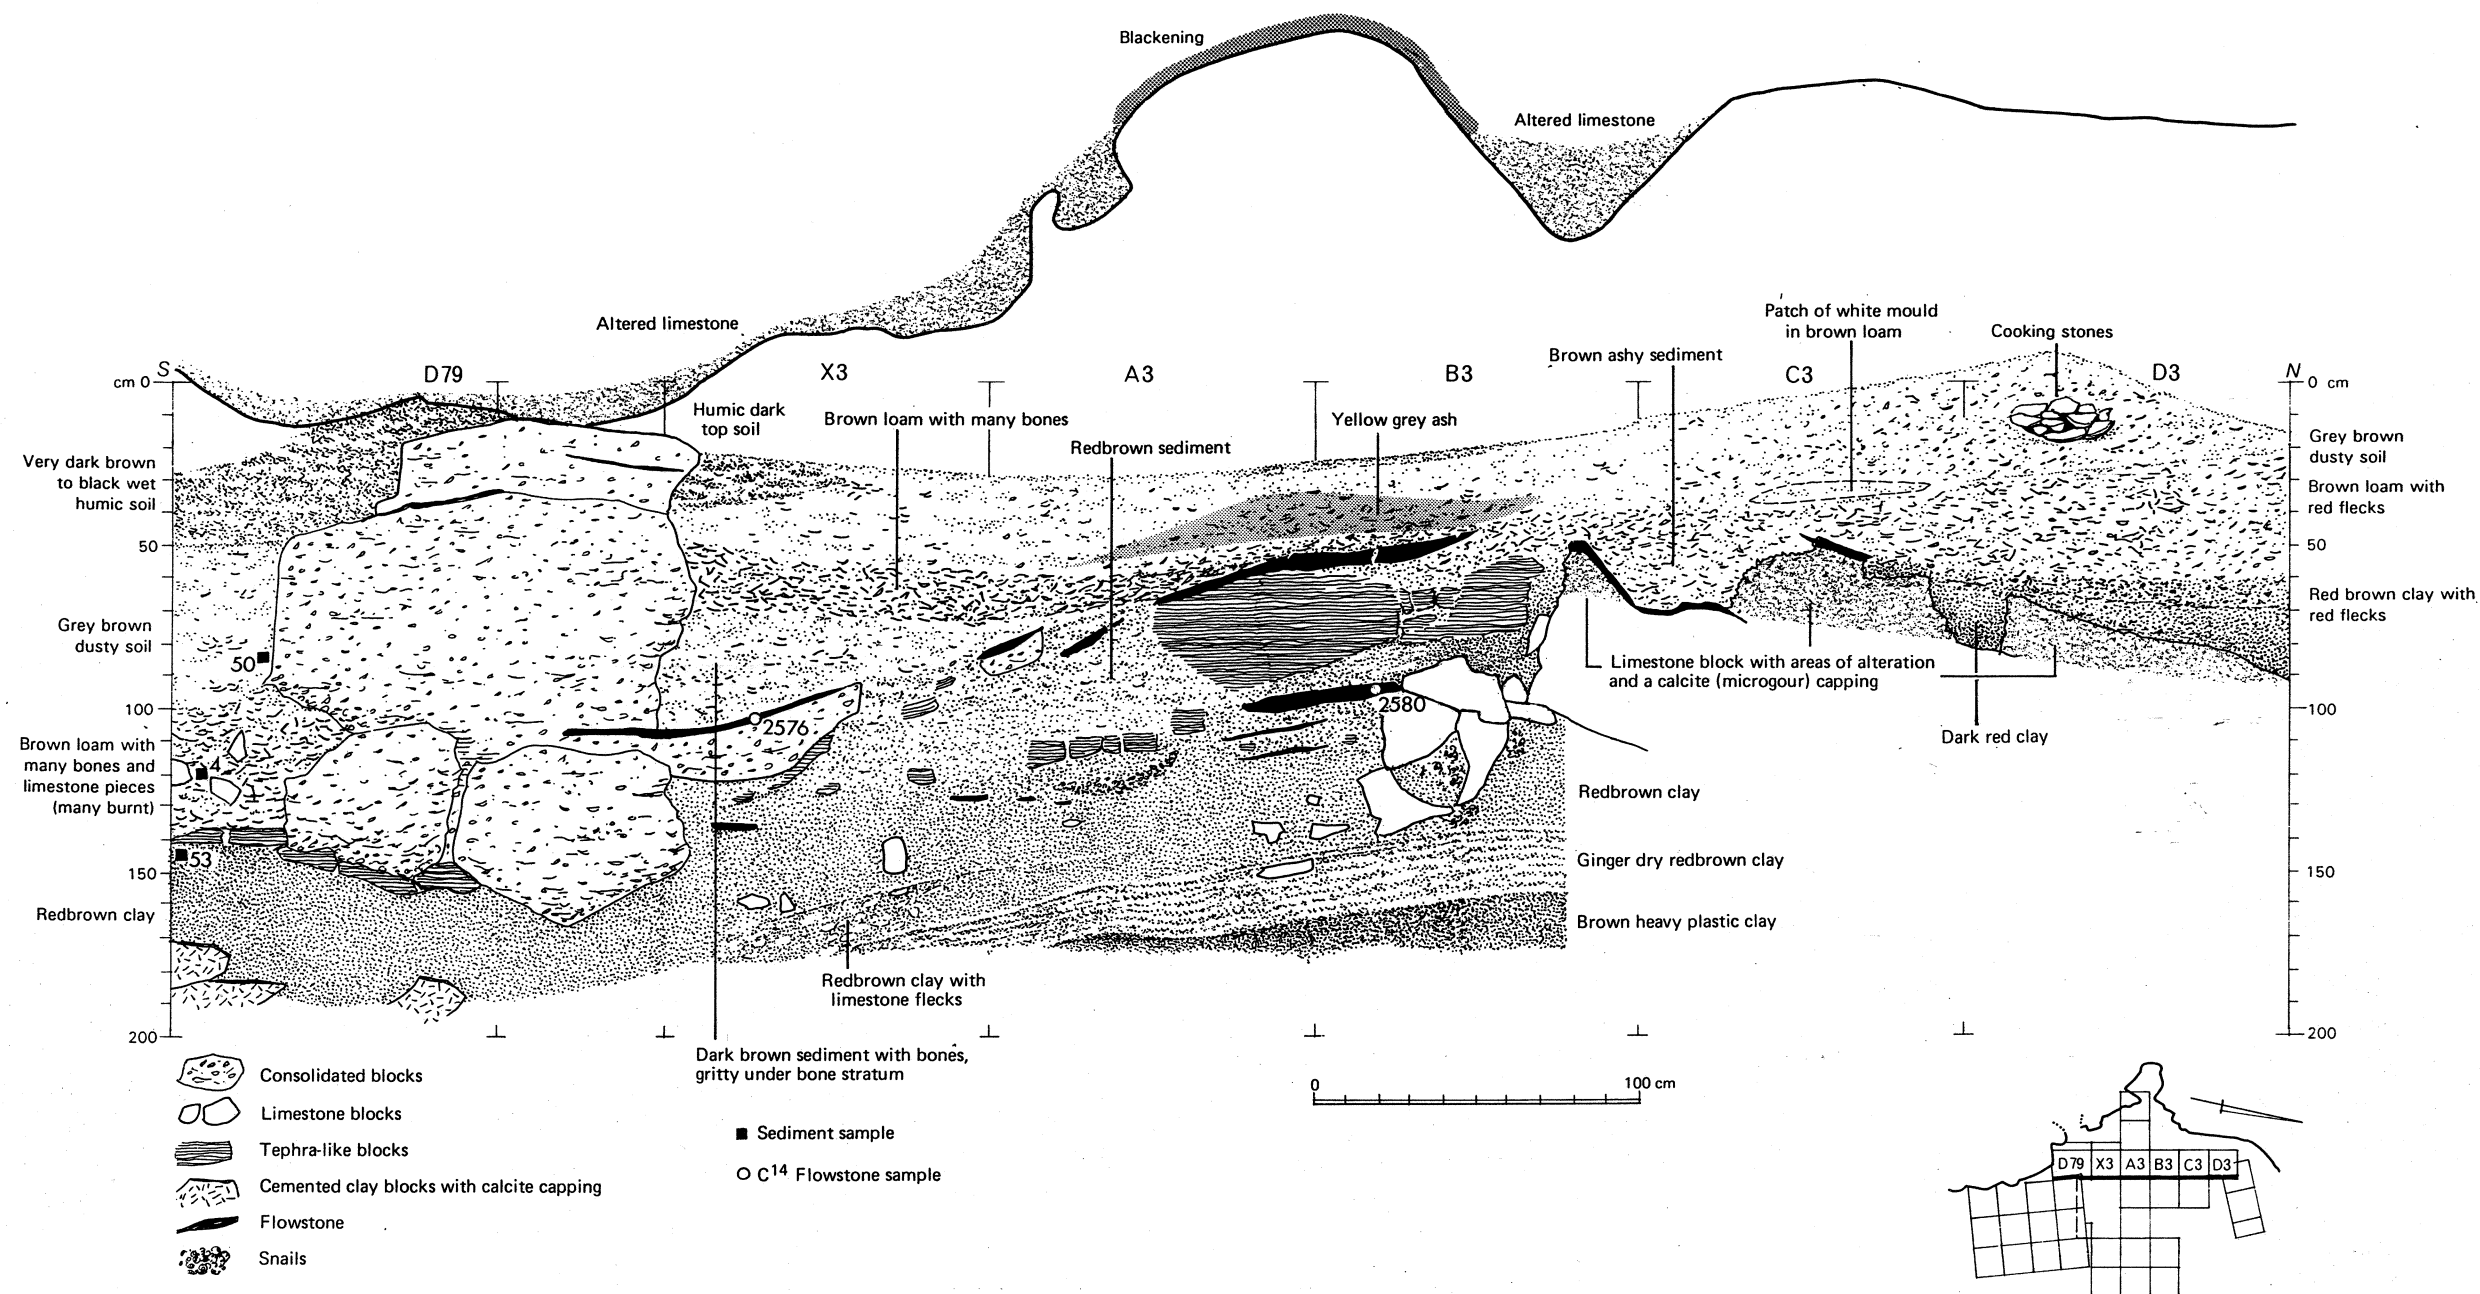 Blackening
Altered limestone
Altered limestone
Patch of white mould
in brown loam
Cooking stones
Brown ashy sediment
S
D79
X3
A3
B3
C3
D3
N
cm 0
0 cm
Humic dark
top soil
Brown loam with many bones
Redbrown sediment
Yellow grey ash
Grey brown
dusty soil
Very dark brown
to black wet
humic soil
Brown loam with
red flecks
50
50
Red brown clay with
red flecks
Grey brown
dusty soil
50
Limestone block with areas of alteration
and a calcite (microgour) capping
100
2576
2580
100
Dark red clay
Brown loam with
many bones and
limestone pieces
(many burnt)
4
Redbrown clay
53
Ginger dry redbrown clay
150
150
Redbrown clay
Brown heavy plastic clay
Redbrown clay with
limestone flecks
200
200
Dark brown sediment with bones,
gritty under bone stratum
Consolidated blocks
Limestone blocks
Tephra-like blocks
Cemented clay blocks with calcite capping
Flowstone
Snails
Sediment sample
C14 Flowstone sample
0
100 cm
D79 X3 A3 B3 C3 D3